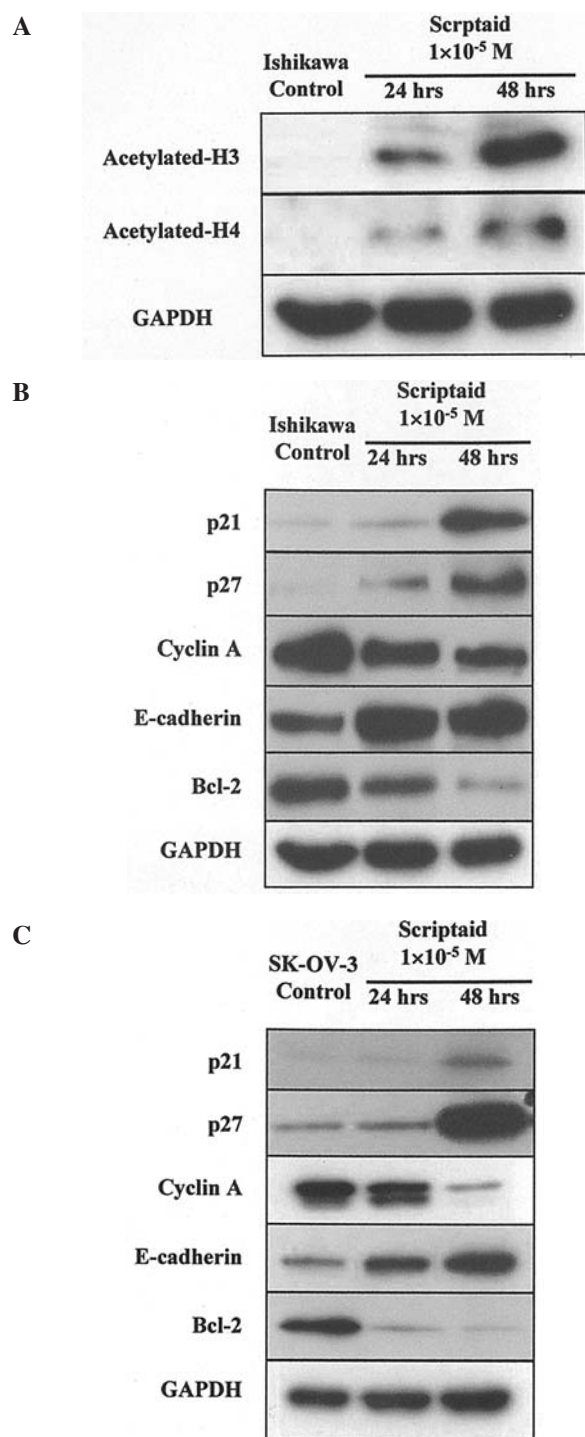 A
Scrptaid
1×10⁻⁵ M
Ishikawa
Control
24 hrs
48 hrs
Acetylated-H3
Acetylated-H4
GAPDH
B
Scriptaid
1×10⁻⁵ M
Ishikawa
Control
24 hrs
48 hrs
p21
p27
Cyclin A
E-cadherin
Bcl-2
GAPDH
C
Scriptaid
1×10⁻⁵ M
SK-OV-3
Control
24 hrs
48 hrs
p21
p27
Cyclin A
E-cadherin
Bcl-2
GAPDH